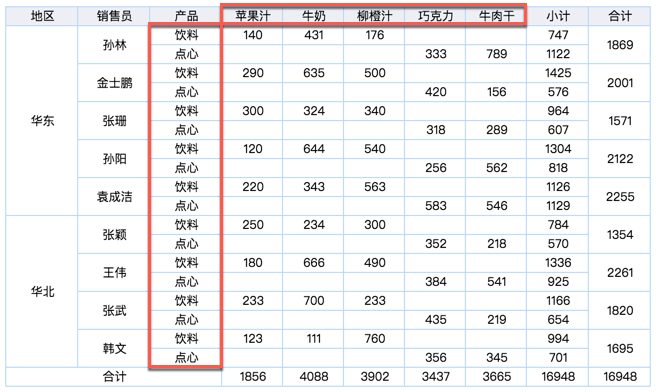 地区 销售员 产品 苹果汁 牛奶 柳橙汁 巧克力 牛肉干 小计 合计
华东 孙林 饮料 140 431 176 747 1869
点心 333 789 1122
金士鹏 饮料 290 635 500 1425 2001
点心 420 156 576
张珊 饮料 300 324 340 964 1571
点心 318 289 607
孙阳 饮料 120 644 540 1304 2122
点心 256 562 818
袁成洁 饮料 220 343 563 1126 2255
点心 583 546 1129
华北 张颖 饮料 250 234 300 784 1354
点心 352 218 570
王伟 饮料 180 666 490 1336 2261
点心 384 541 925
张武 饮料 233 700 233 1166 1820
点心 435 219 654
韩文 饮料 123 111 760 994 1695
点心 356 345 701
合计 1856 4088 3902 3437 3665 16948 16948